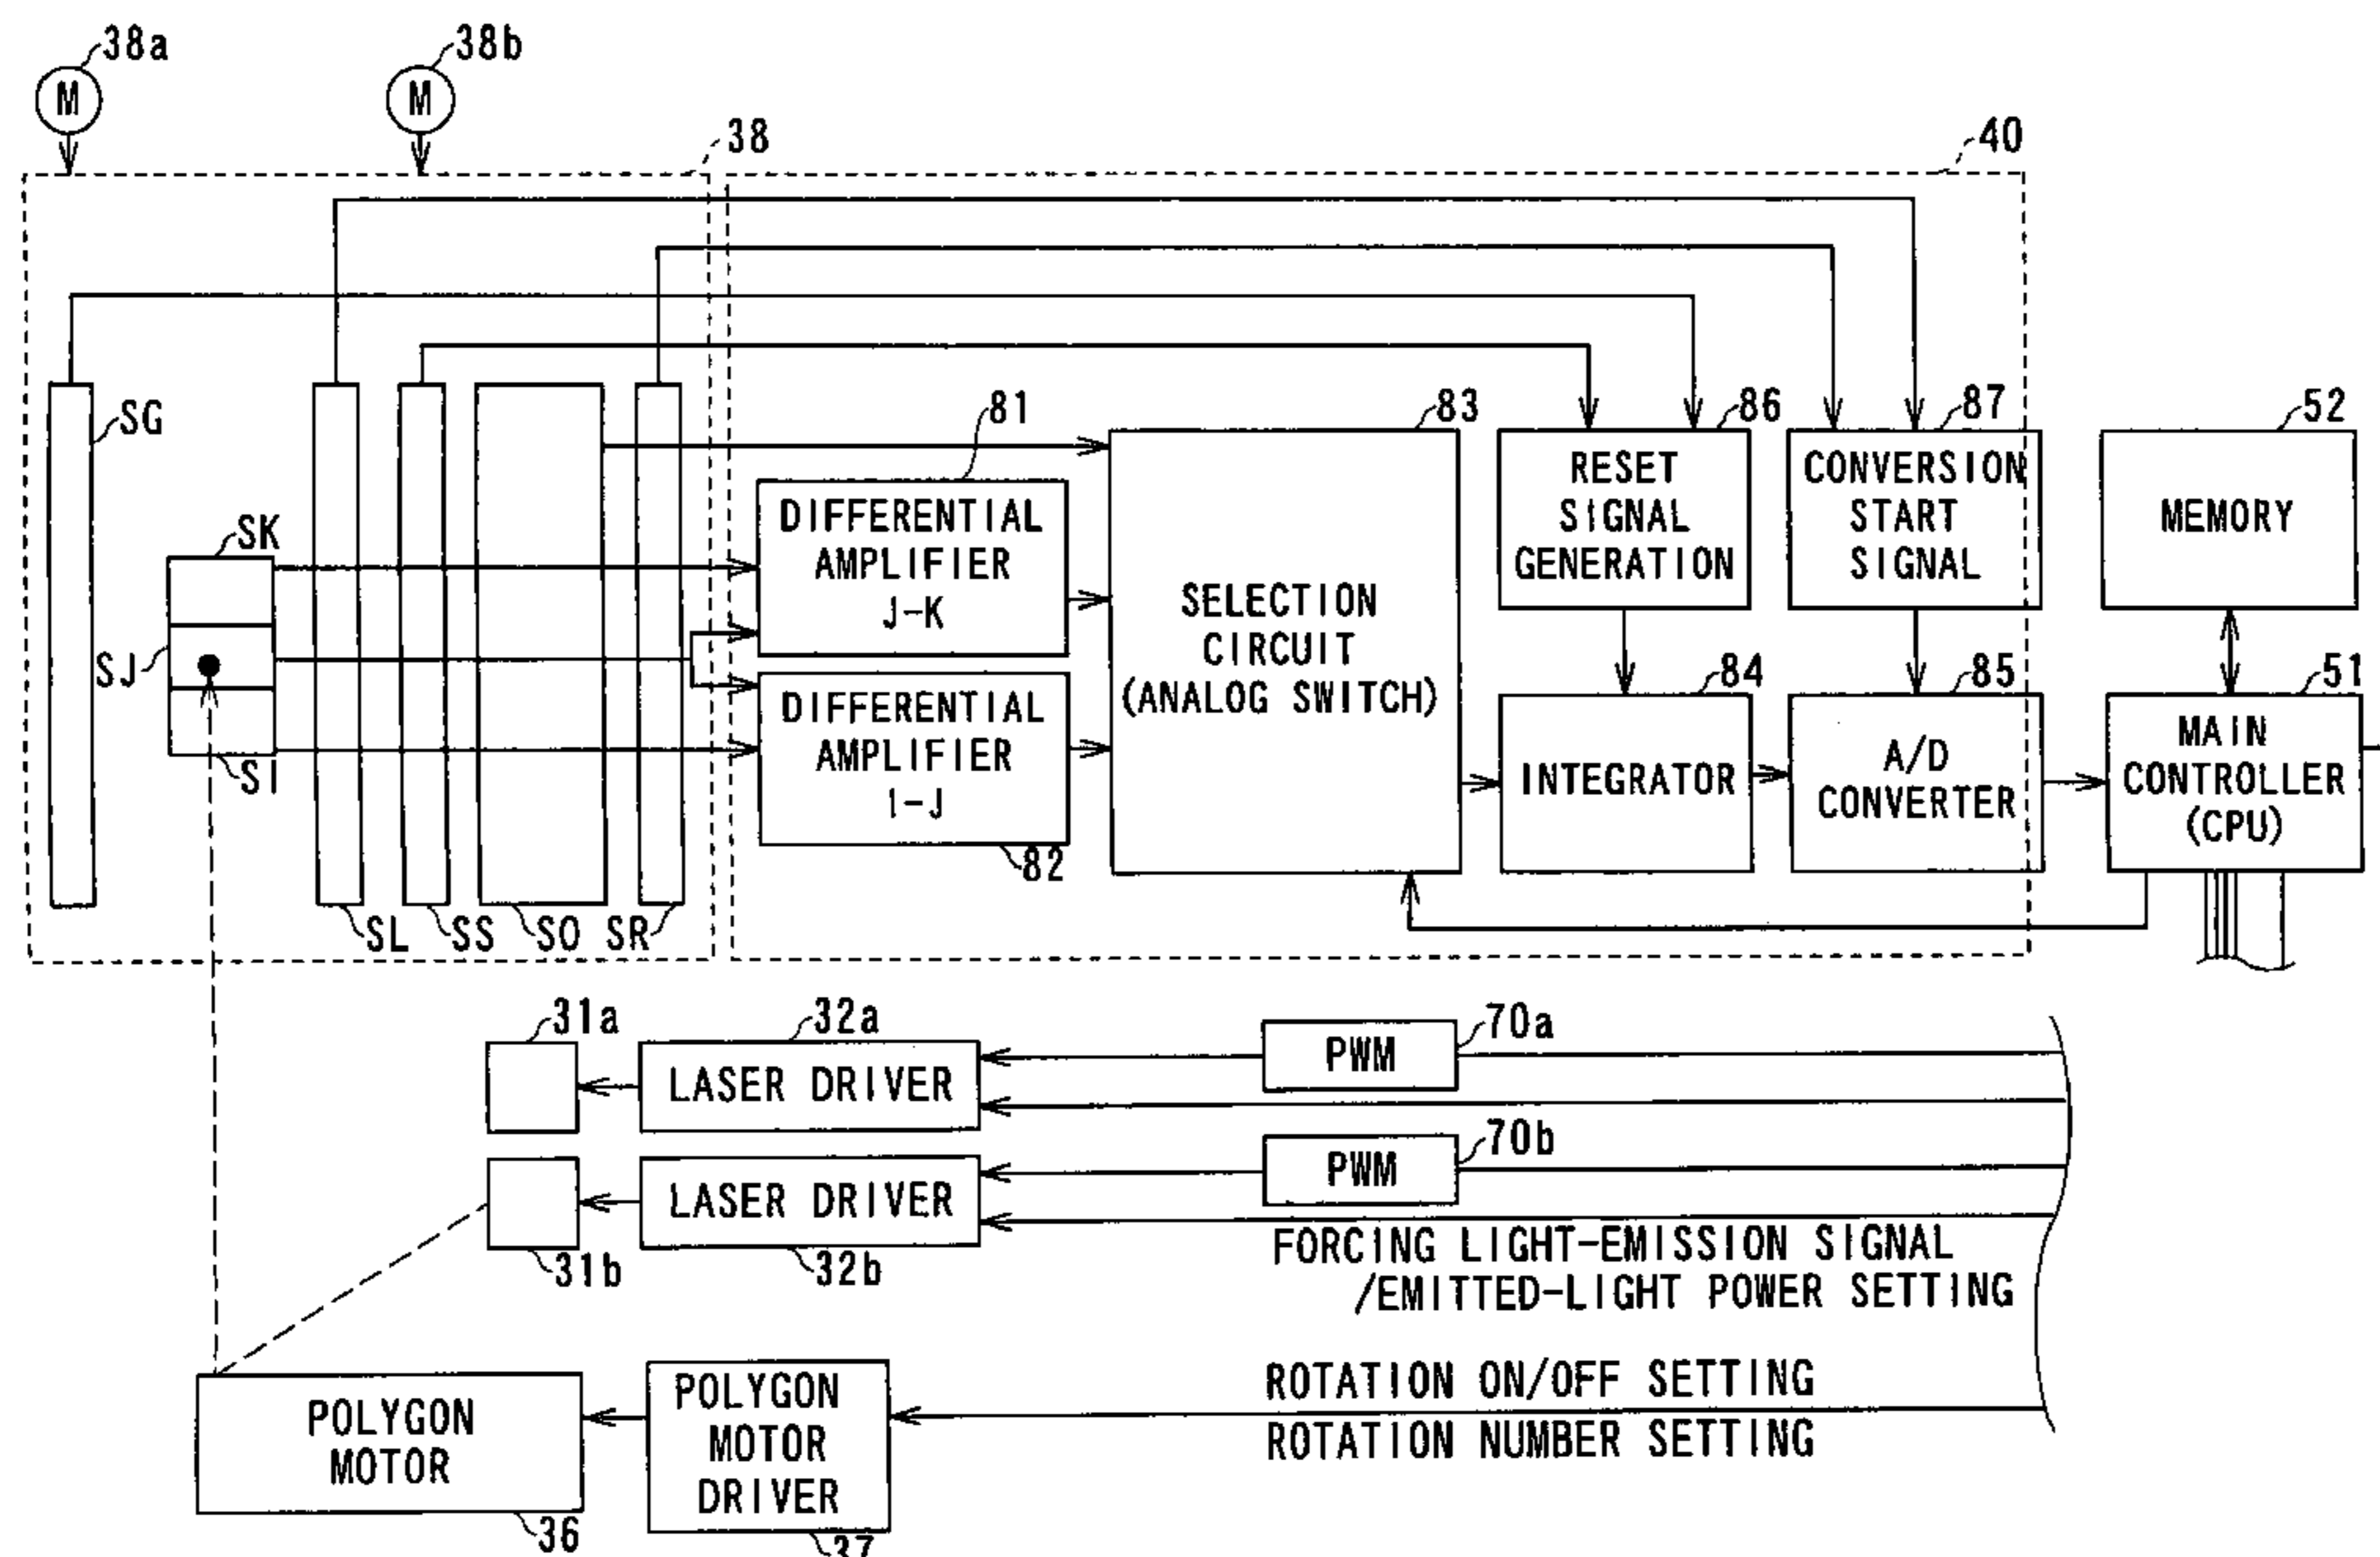 38a
38b
M
M
38
40
SG
81
83
86
87
52
SK
DIFFERENTIAL
AMPLIFIER
J-K
RESET
SIGNAL
GENERATION
CONVERSION
START
SIGNAL
MEMORY
SELECTION
CIRCUIT
(ANALOG SWITCH)
SJ
84
85
51
DIFFERENTIAL
AMPLIFIER
I-J
SI
INTEGRATOR
A/D
CONVERTER
MAIN
CONTROLLER
(CPU)
82
SL
SS
SO
SR
31a
32a
70a
LASER DRIVER
PWM
70b
LASER DRIVER
PWM
31b
32b
FORCING LIGHT-EMISSION SIGNAL
/EMITTED-LIGHT POWER SETTING
POLYGON
MOTOR
POLYGON
MOTOR
DRIVER
ROTATION ON/OFF SETTING
ROTATION NUMBER SETTING
36
37